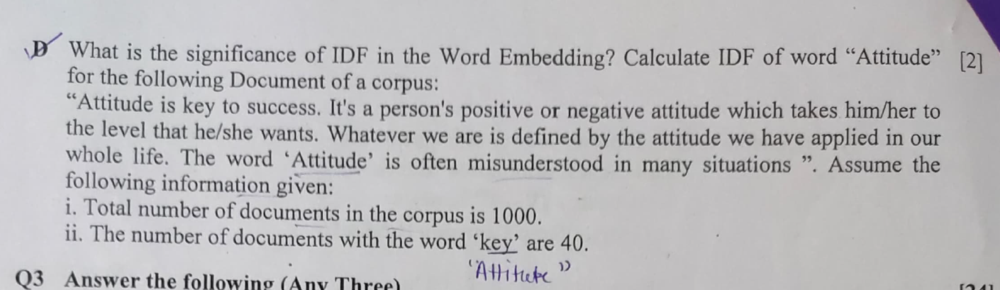 D What is the significance of IDF in the Word Embedding? Calculate IDF of word “Attitude” [2]
for the following Document of a corpus:
“Attitude is key to success. It's a person's positive or negative attitude which takes him/her to
the level that he/she wants. Whatever we are is defined by the attitude we have applied in our
whole life. The word ‘Attitude’ is often misunderstood in many situations ”. Assume the
following information given:
i. Total number of documents in the corpus is 1000.
ii. The number of documents with the word ‘key’ are 40.
"Attitute"
Q3 Answer the following (Any Three)